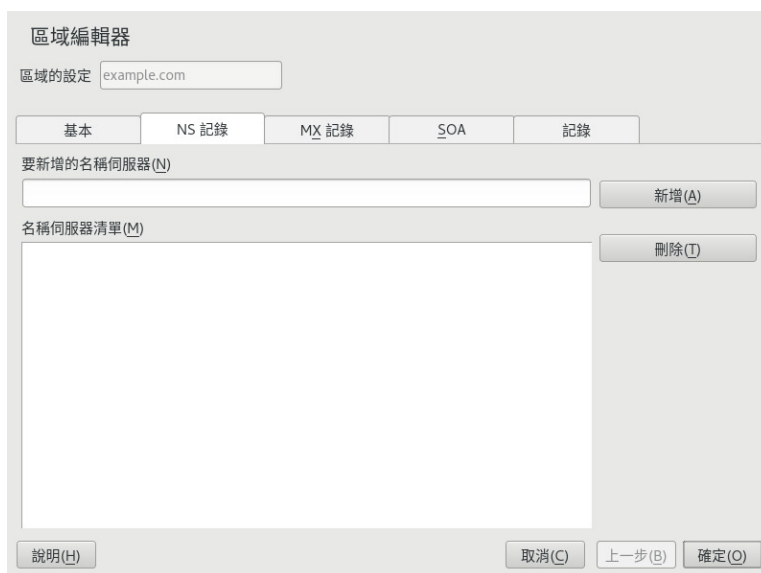 區域編輯器
區域的設定 example.com
基本 NS 記錄 MX 記錄 SOA 記錄
要新增的名稱伺服器(N)
新增(A)
名稱伺服器清單(M)
刪除(T)
說明(H) 取消(C) 上一步(B) 確定(O)